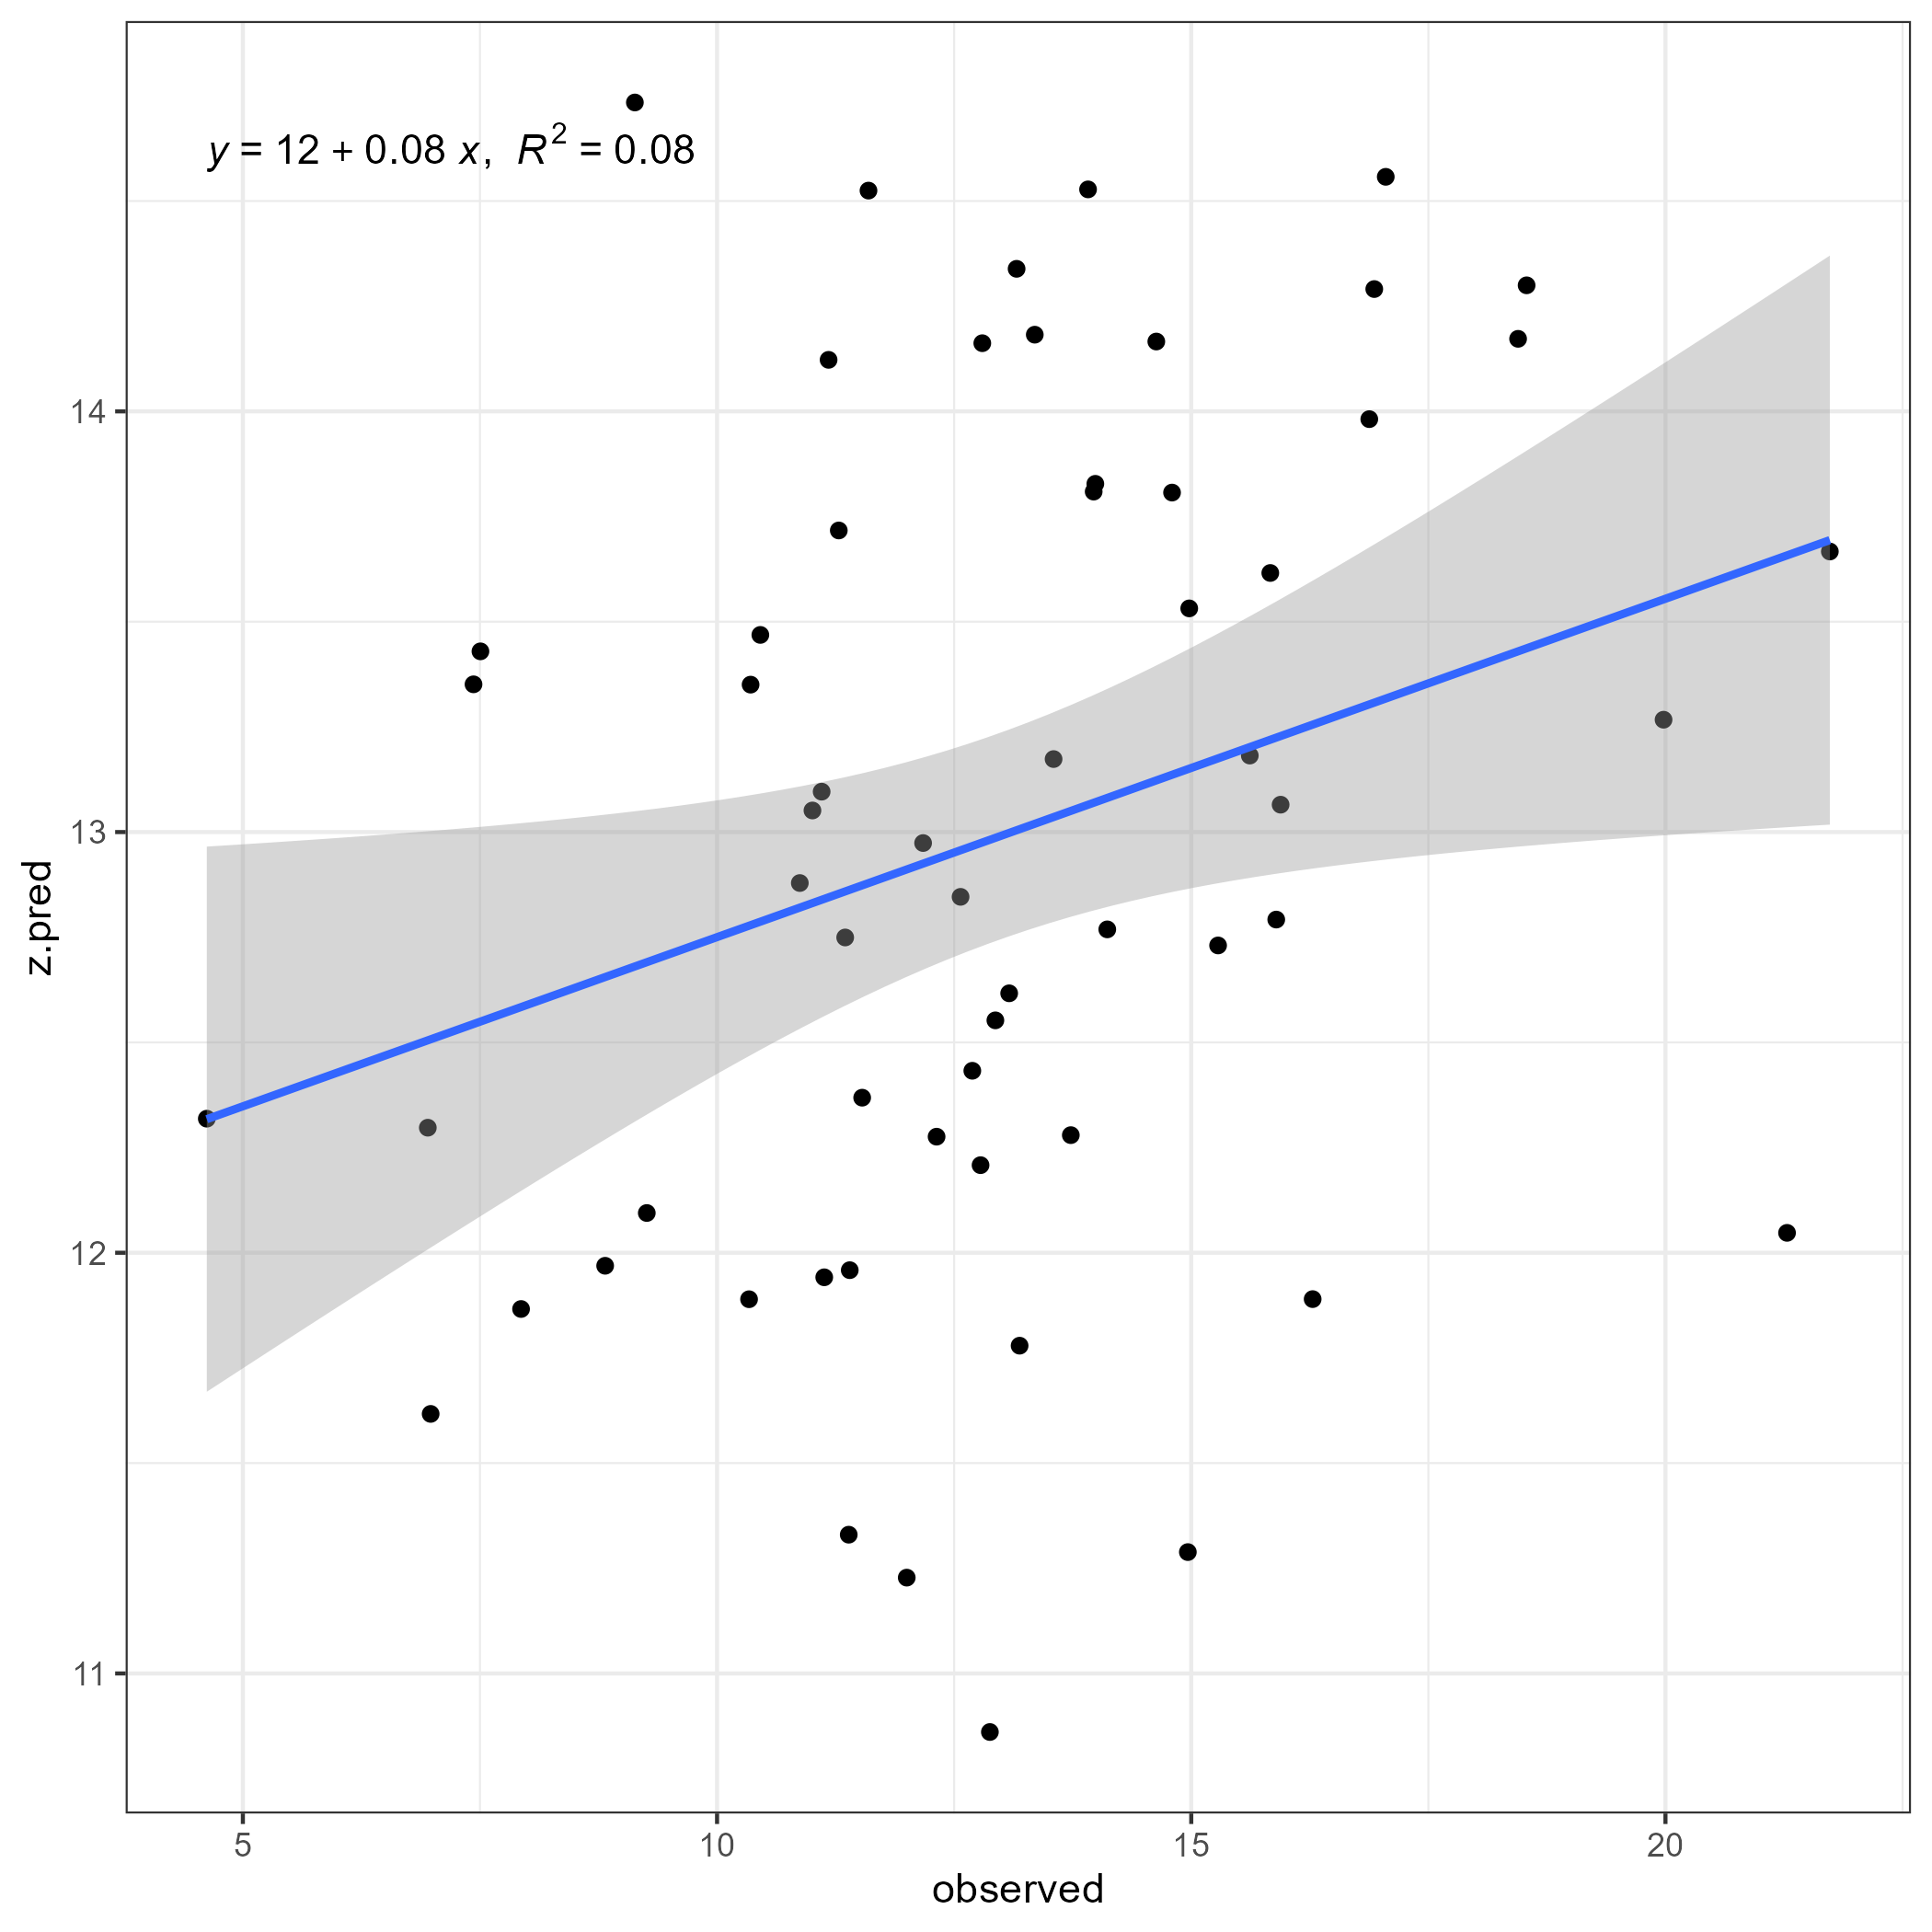 y = 12 + 0.08 x, R² = 0.08
14
13
12
11
z.pred
5 10 15 20
observed